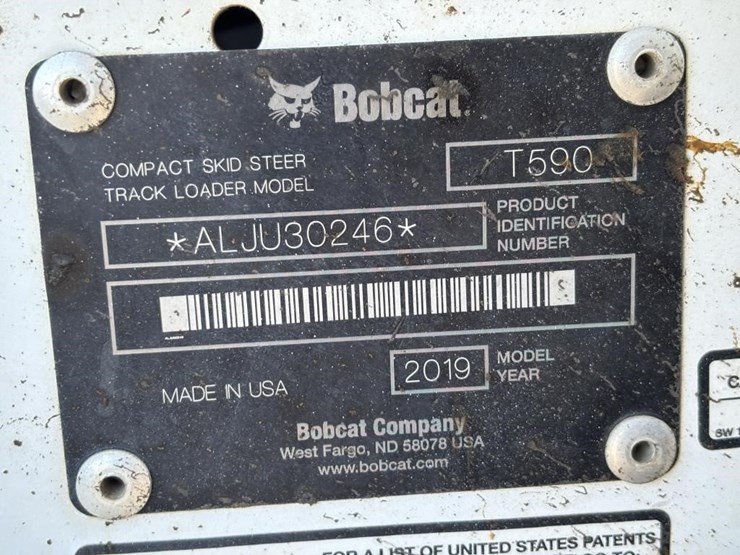 Bobcat
COMPACT SKID STEER
TRACK LOADER MODEL
T590
*ALJU30246*
PRODUCT
IDENTIFICATION
NUMBER
2019
MODEL
YEAR
MADE IN USA
Bobcat Company
West Fargo, ND 58078 USA
www.bobcat.com
FOR A LIST OF UNITED STATES PATENTS
SW